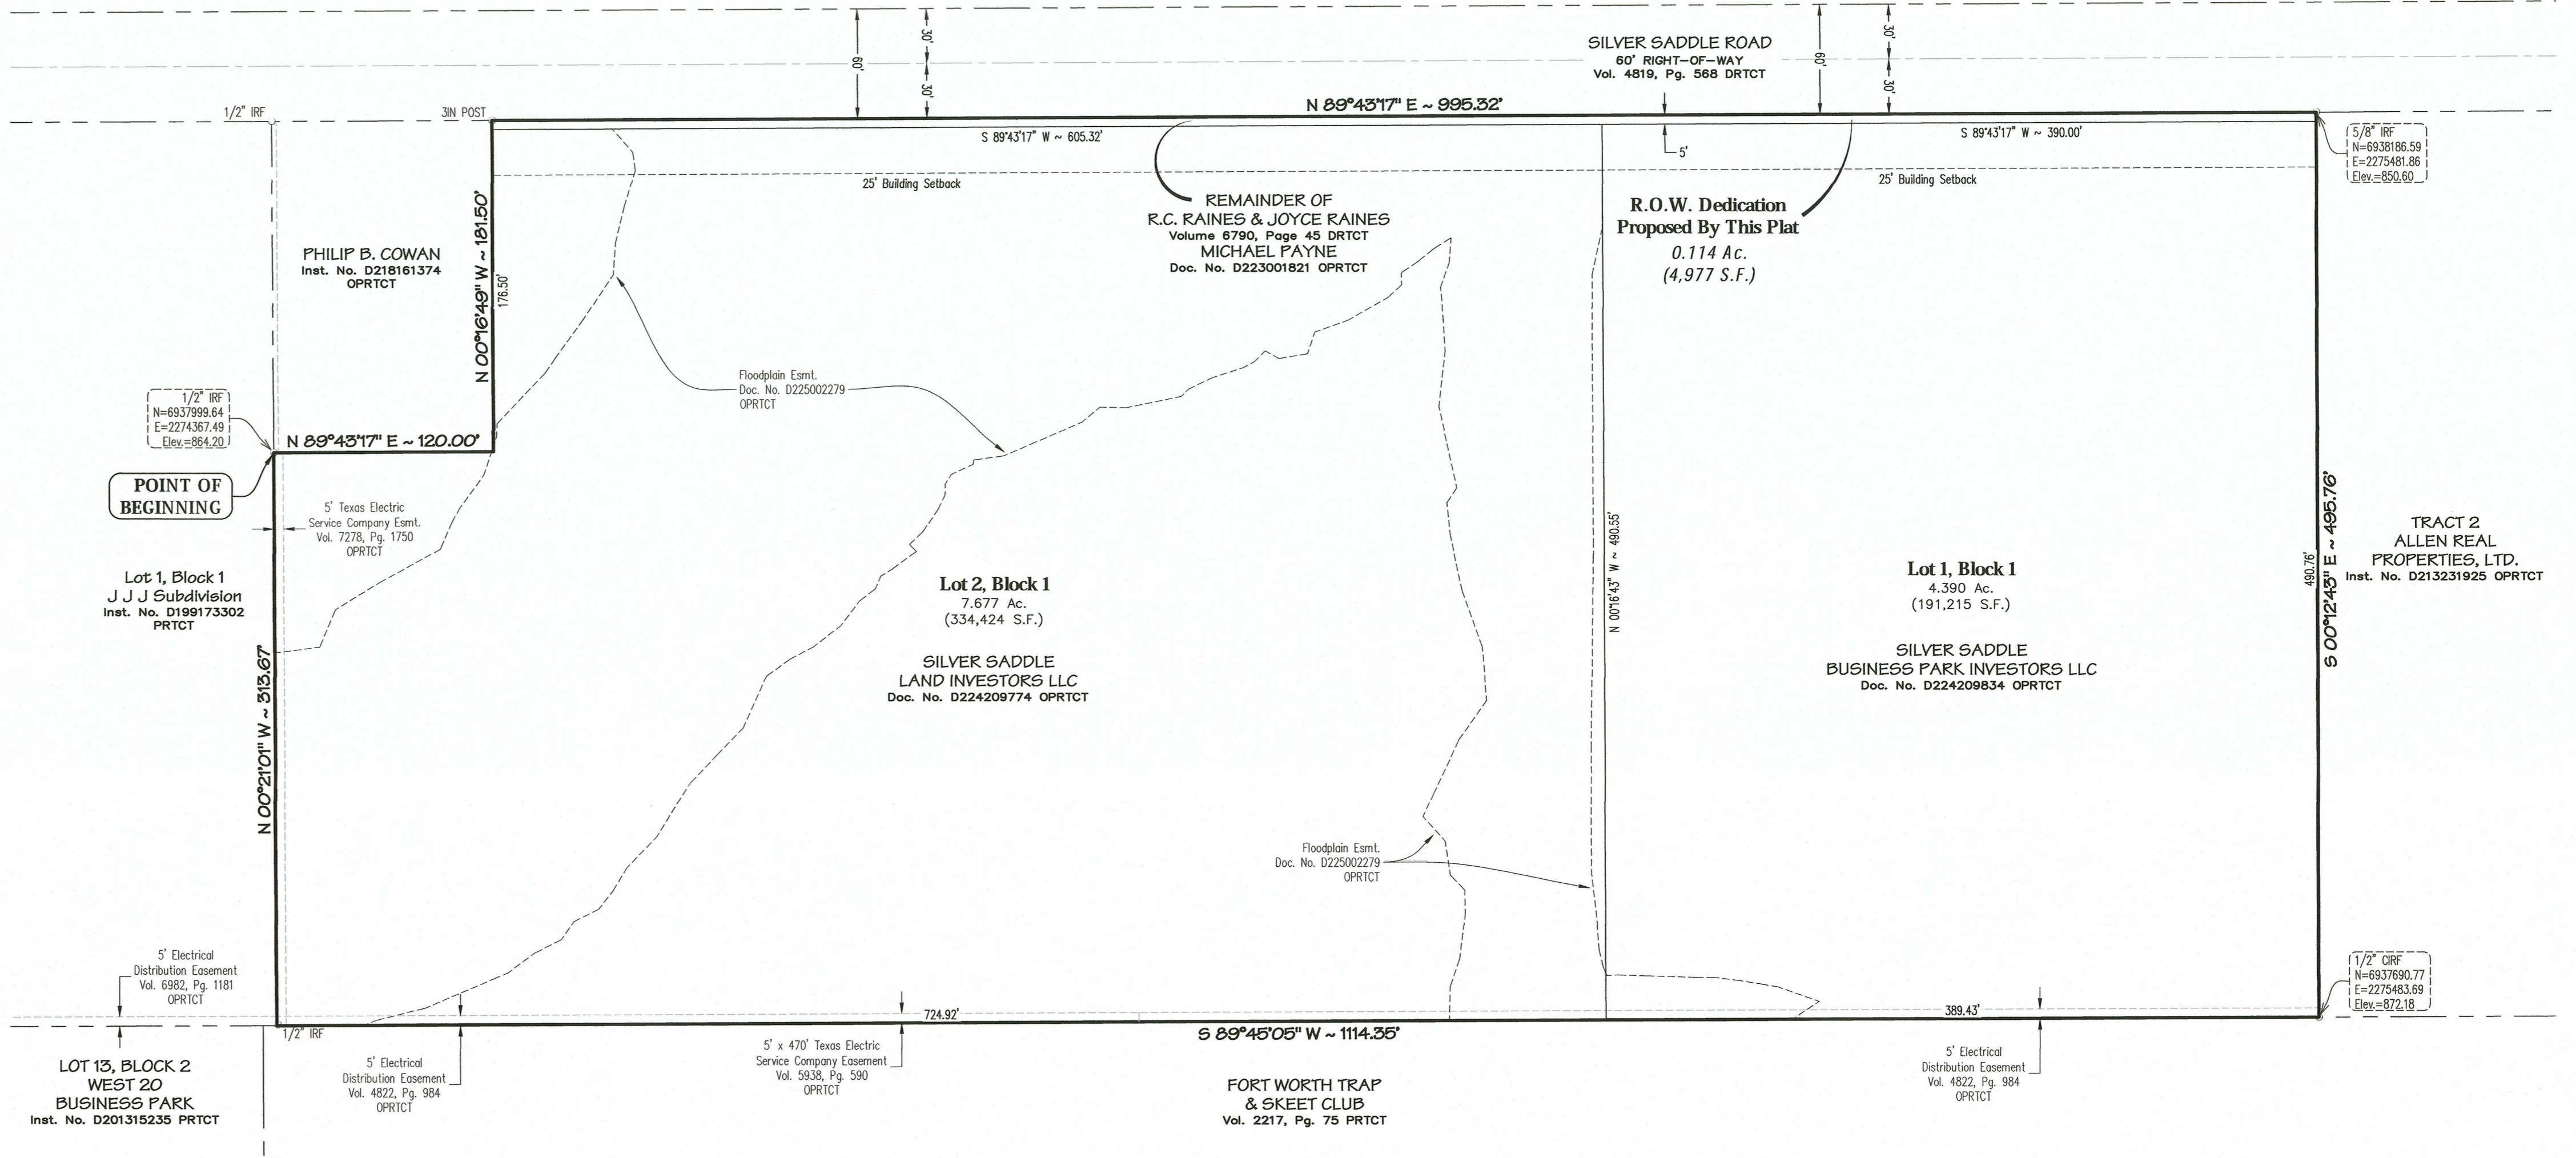 60'
30'
30'
SILVER SADDLE ROAD
60' RIGHT-OF-WAY
Vol. 4819, Pg. 568 DRTCT
60'
30'
30'
1/2" IRF
3IN POST
N 89°43'17" E ~ 995.32'
S 89°43'17" W ~ 605.32'
5'
S 89°43'17" W ~ 390.00'
5/8" IRF
N=6938186.59
E=2275481.86
Elev.=850.60
25' Building Setback
25' Building Setback
N 00°16'49" W ~ 181.50'
176.50'
PHILIP B. COWAN
Inst. No. D218161374
OPRTCT
REMAINDER OF
R.C. RAINES & JOYCE RAINES
Volume 6790, Page 45 DRTCT
MICHAEL PAYNE
Doc. No. D223001821 OPRTCT
R.O.W. Dedication
Proposed By This Plat
0.114 Ac.
(4,977 S.F.)
Floodplain Esmt.
Doc. No. D225002279
OPRTCT
1/2" IRF
N=6937999.64
E=2274367.49
Elev.=864.20
N 89°43'17" E ~ 120.00'
POINT OF
BEGINNING
5' Texas Electric
Service Company Esmt.
Vol. 7278, Pg. 1750
OPRTCT
Lot 1, Block 1
J J J Subdivision
Inst. No. D199173302
PRTCT
N 00°21'01" W ~ 313.67'
Lot 2, Block 1
7.677 Ac.
(334,424 S.F.)
SILVER SADDLE
LAND INVESTORS LLC
Doc. No. D224209774 OPRTCT
N 00°16'43" W ~ 490.55'
Lot 1, Block 1
4.390 Ac.
(191,215 S.F.)
SILVER SADDLE
BUSINESS PARK INVESTORS LLC
Doc. No. D224209834 OPRTCT
490.76'
S 00°12'43" E ~ 495.76'
TRACT 2
ALLEN REAL
PROPERTIES, LTD.
Inst. No. D213231925 OPRTCT
Floodplain Esmt.
Doc. No. D225002279
OPRTCT
5' Electrical
Distribution Easement
Vol. 6982, Pg. 1181
OPRTCT
1/2" CIRF
N=6937690.77
E=2275483.69
Elev.=872.18
724.92'
389.43'
1/2" IRF
S 89°45'05" W ~ 1114.35'
LOT 13, BLOCK 2
WEST 20
BUSINESS PARK
Inst. No. D201315235 PRTCT
5' Electrical
Distribution Easement
Vol. 4822, Pg. 984
OPRTCT
5' x 470' Texas Electric
Service Company Easement
Vol. 5938, Pg. 590
OPRTCT
FORT WORTH TRAP
& SKEET CLUB
Vol. 2217, Pg. 75 PRTCT
5' Electrical
Distribution Easement
Vol. 4822, Pg. 984
OPRTCT